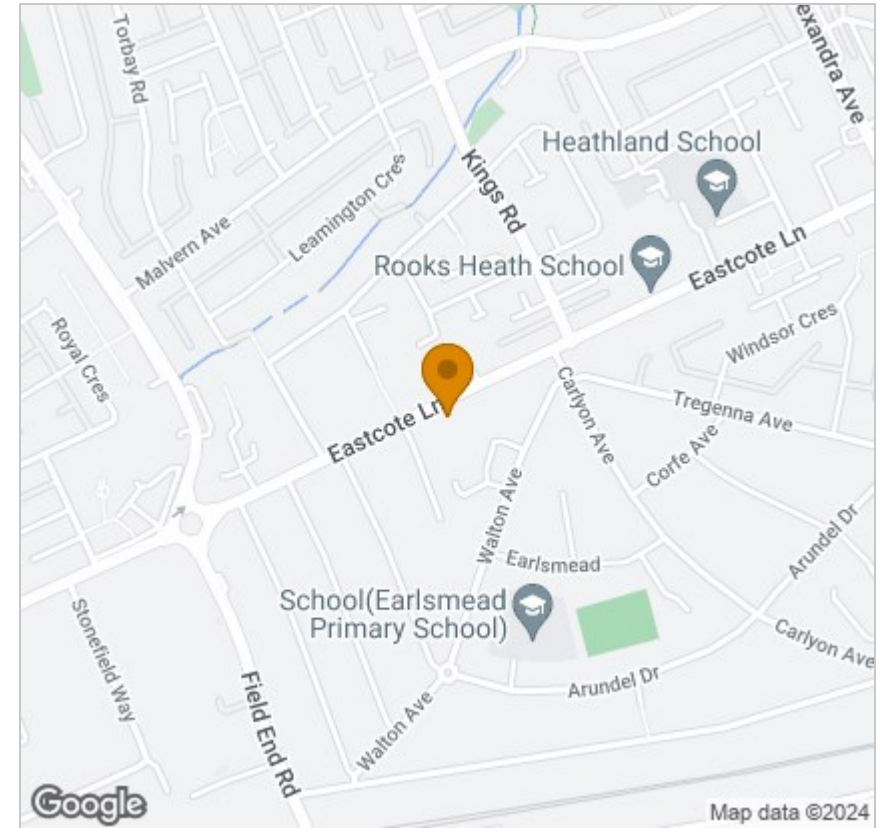 Torbay Rd
exandra Ave
Heathland School
Kings Rd
Leamington Cres
Malvern Ave
Rooks Heath School
Eastcote Ln
Royal Cres
Windsor Cres
Eastcote Ln
Carlyon Ave
Tregenna Ave
Corfe Ave
Walton Ave
Arundel Dr
Earlsmead
School(Earlsmead
Primary School)
Stonefield Way
Carlyon Ave
Field End Rd
Arundel Dr
Walton Ave
Google
Map data ©2024